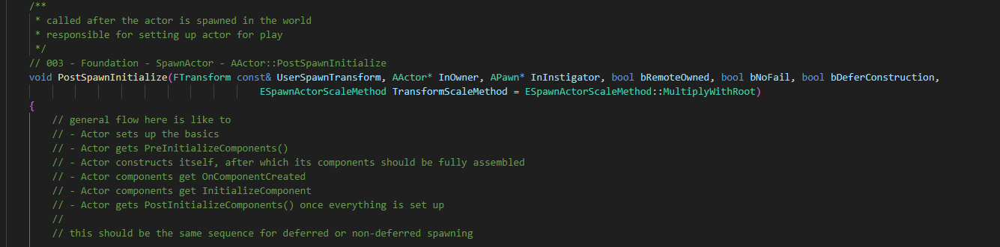 /**
* called after the actor is spawned in the world
* responsible for setting up actor for play
*/
// 003 - Foundation - SpawnActor - AActor::PostSpawnInitialize
void PostSpawnInitialize(FTransform const& UserSpawnTransform, AActor* InOwner, APawn* InInstigator, bool bRemoteOwned, bool bNoFail, bool bDeferConstruction,
ESpawnActorScaleMethod TransformScaleMethod = ESpawnActorScaleMethod::MultiplyWithRoot)
{
// general flow here is like to
// - Actor sets up the basics
// - Actor gets PreInitializeComponents()
// - Actor constructs itself, after which its components should be fully assembled
// - Actor components get OnComponentCreated
// - Actor components get InitializeComponent
// - Actor gets PostInitializeComponents() once everything is set up
//
// this should be the same sequence for deferred or non-deferred spawning